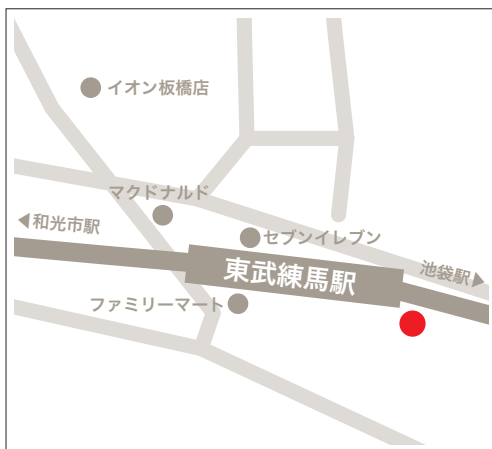 イオン板橋店
マクドナルド
◀和光市駅
セブンイレブン
東武練馬駅
池袋駅▶
ファミリーマート